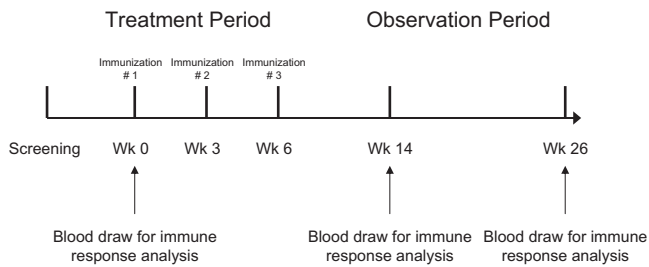 Treatment Period Observation Period
Immunization Immunization Immunization
# 1 # 2 # 3
Screening Wk 0 Wk 3 Wk 6 Wk 14 Wk 26
Blood draw for immune Blood draw for immune Blood draw for immune
response analysis response analysis response analysis